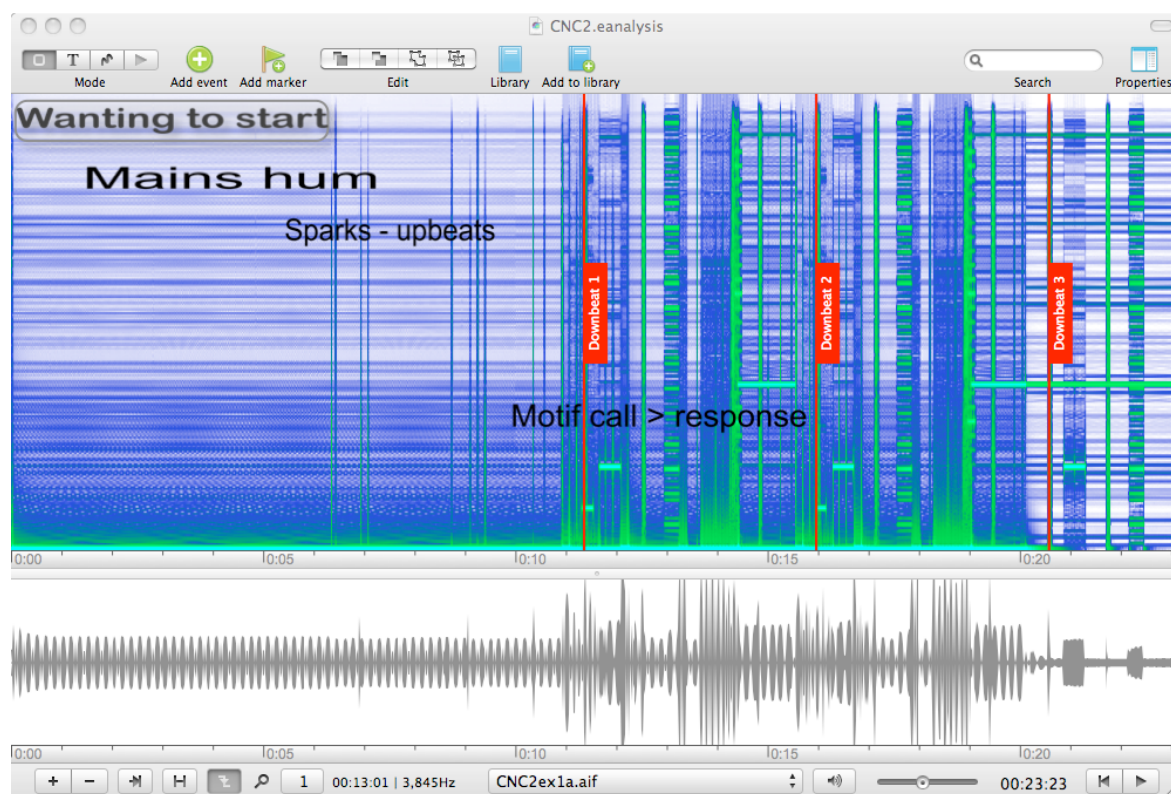 CNC2.eanalysis
T
Mode
Add event
Add marker
Edit
Library
Add to library
Search
Properties
Wanting to start
Mains hum
Sparks - upbeats
Downbeat 1
Downbeat 2
Downbeat 3
Motif call > response
0:00 0:05 0:10 0:15 0:20
0:00 0:05 0:10 0:15 0:20
+ - 1 00:13:01 | 3,845Hz CNC2ex1a.aif 00:23:23